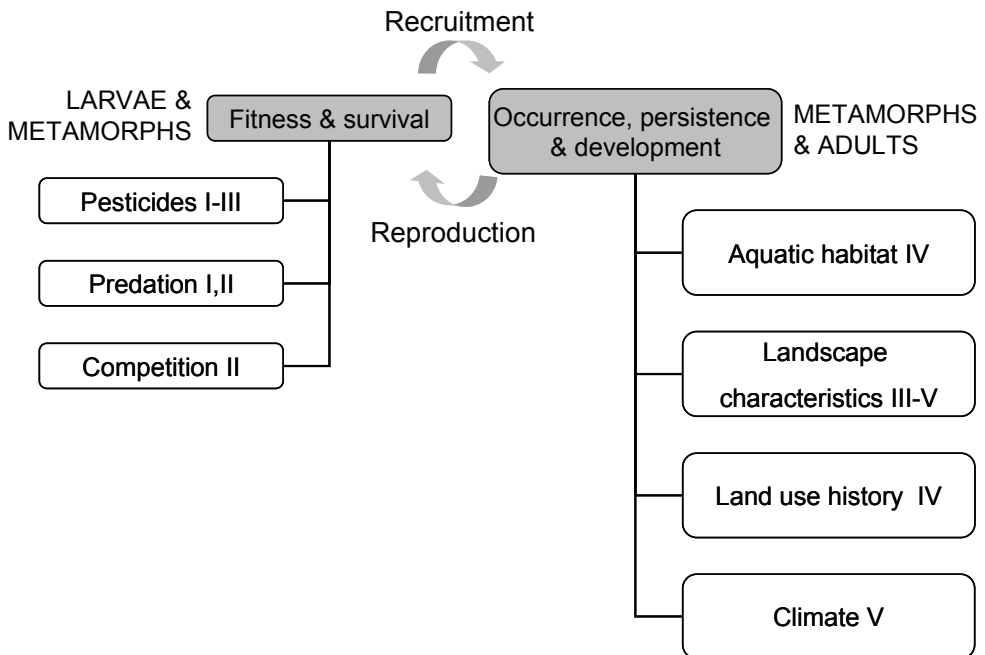 Recruitment
LARVAE &
METAMORPHS
Fitness & survival
Occurrence, persistence
& development
METAMORPHS
& ADULTS
Reproduction
Pesticides I-III
Predation I,II
Competition II
Aquatic habitat IV
Landscape
characteristics III-V
Land use history  IV
Climate V